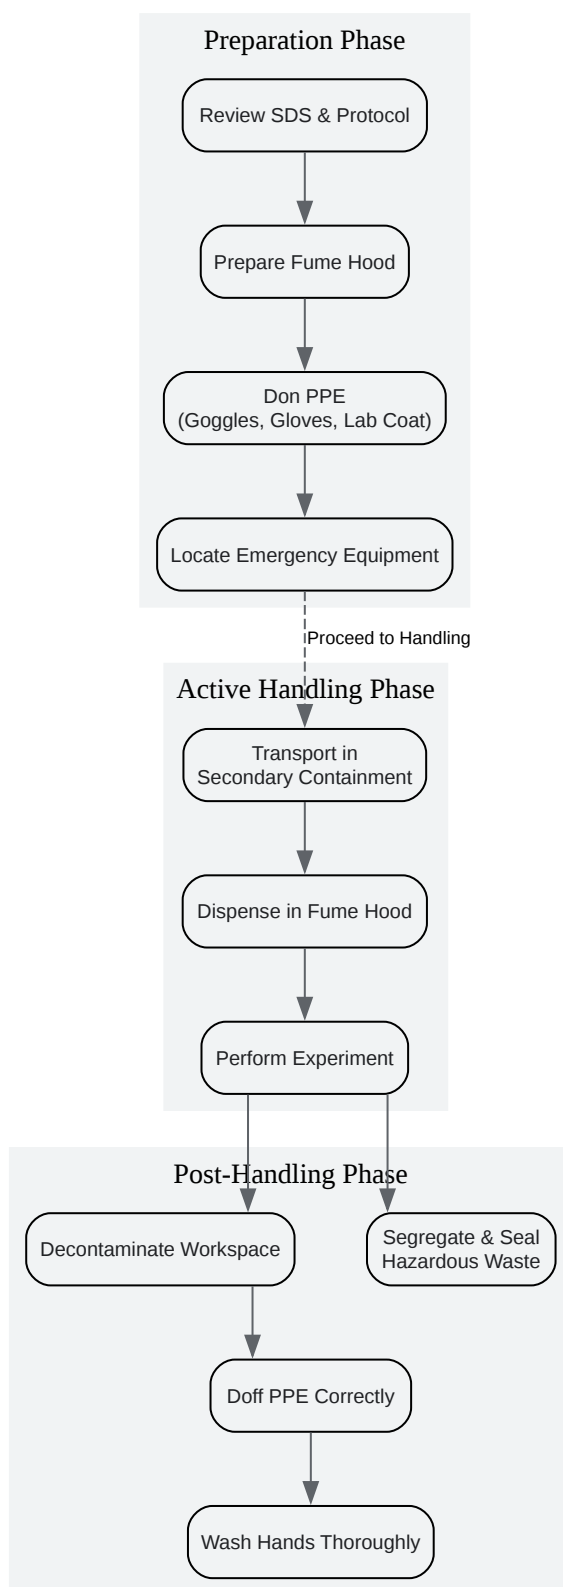 Preparation Phase
Review SDS & Protocol
Prepare Fume Hood
Don PPE
(Goggles, Gloves, Lab Coat)
Locate Emergency Equipment
Proceed to Handling
Active Handling Phase
Transport in
Secondary Containment
Dispense in Fume Hood
Perform Experiment
Post-Handling Phase
Decontaminate Workspace
Segregate & Seal
Hazardous Waste
Doff PPE Correctly
Wash Hands Thoroughly